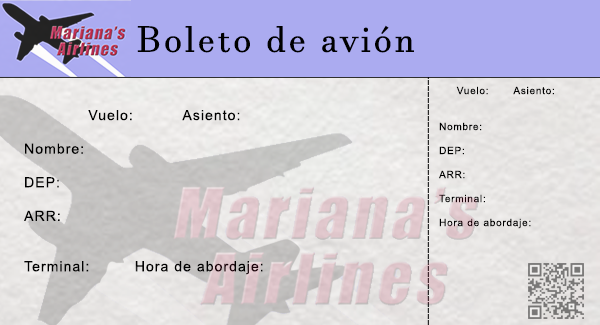 Mariana's
Airlines
Boleto de avión
Vuelo: Asiento:
Nombre:
DEP:
ARR:
Terminal: Hora de abordaje:
Mariana's
Airlines
Vuelo: Asiento:
Nombre:
DEP:
ARR:
Terminal:
Hora de abordaje: